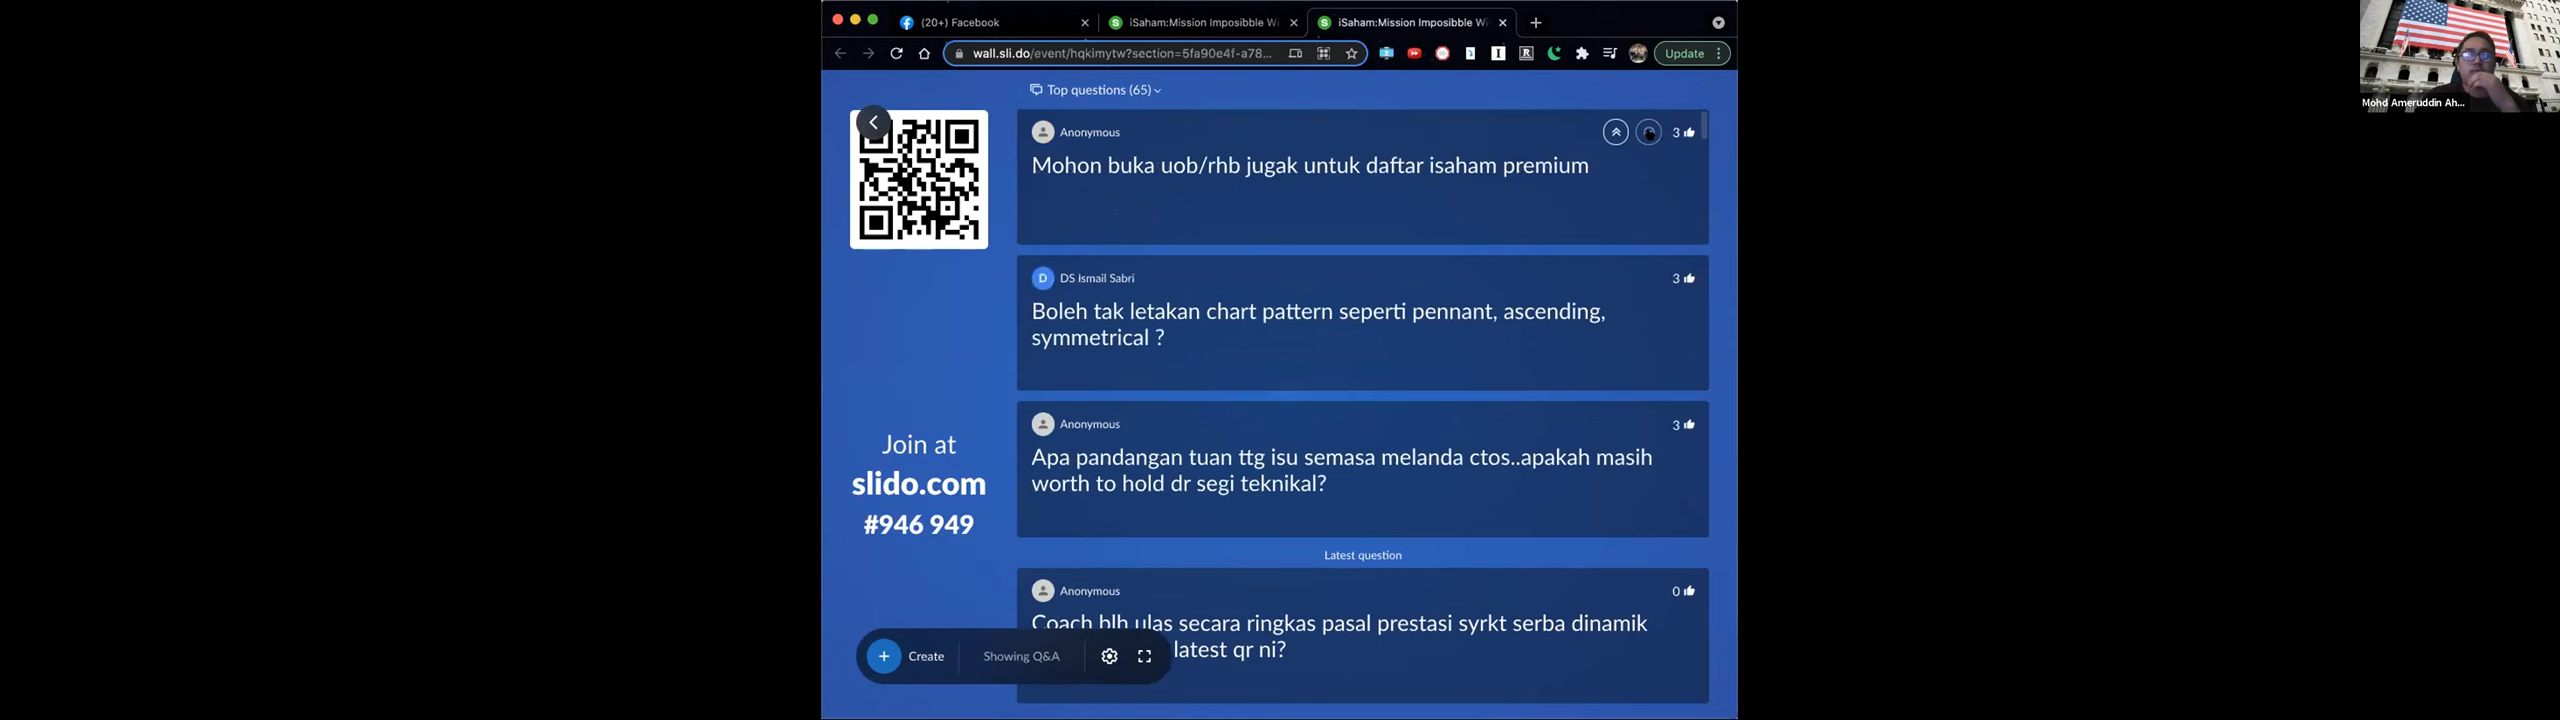 (20+) Facebook
iSaham:Mission Imposibble Wi
iSaham:Mission Imposibble Wi
wall.sli.do/event/hqkimytw?section=5fa90e4f-a78...
Update
Top questions (65)
Anonymous
3
Mohon buka uob/rhb jugak untuk daftar isaham premium
D
DS Ismail Sabri
3
Boleh tak letakan chart pattern seperti pennant, ascending,
symmetrical ?
Anonymous
3
Apa pandangan tuan ttg isu semasa melanda ctos..apakah masih
worth to hold dr segi teknikal?
Join at
slido.com
#946 949
Latest question
Anonymous
0
Coach blh ulas secara ringkas pasal prestasi syrkt serba dinamik
latest qr ni?
Create
Showing Q&A
Mohd Ameruddin Ah...